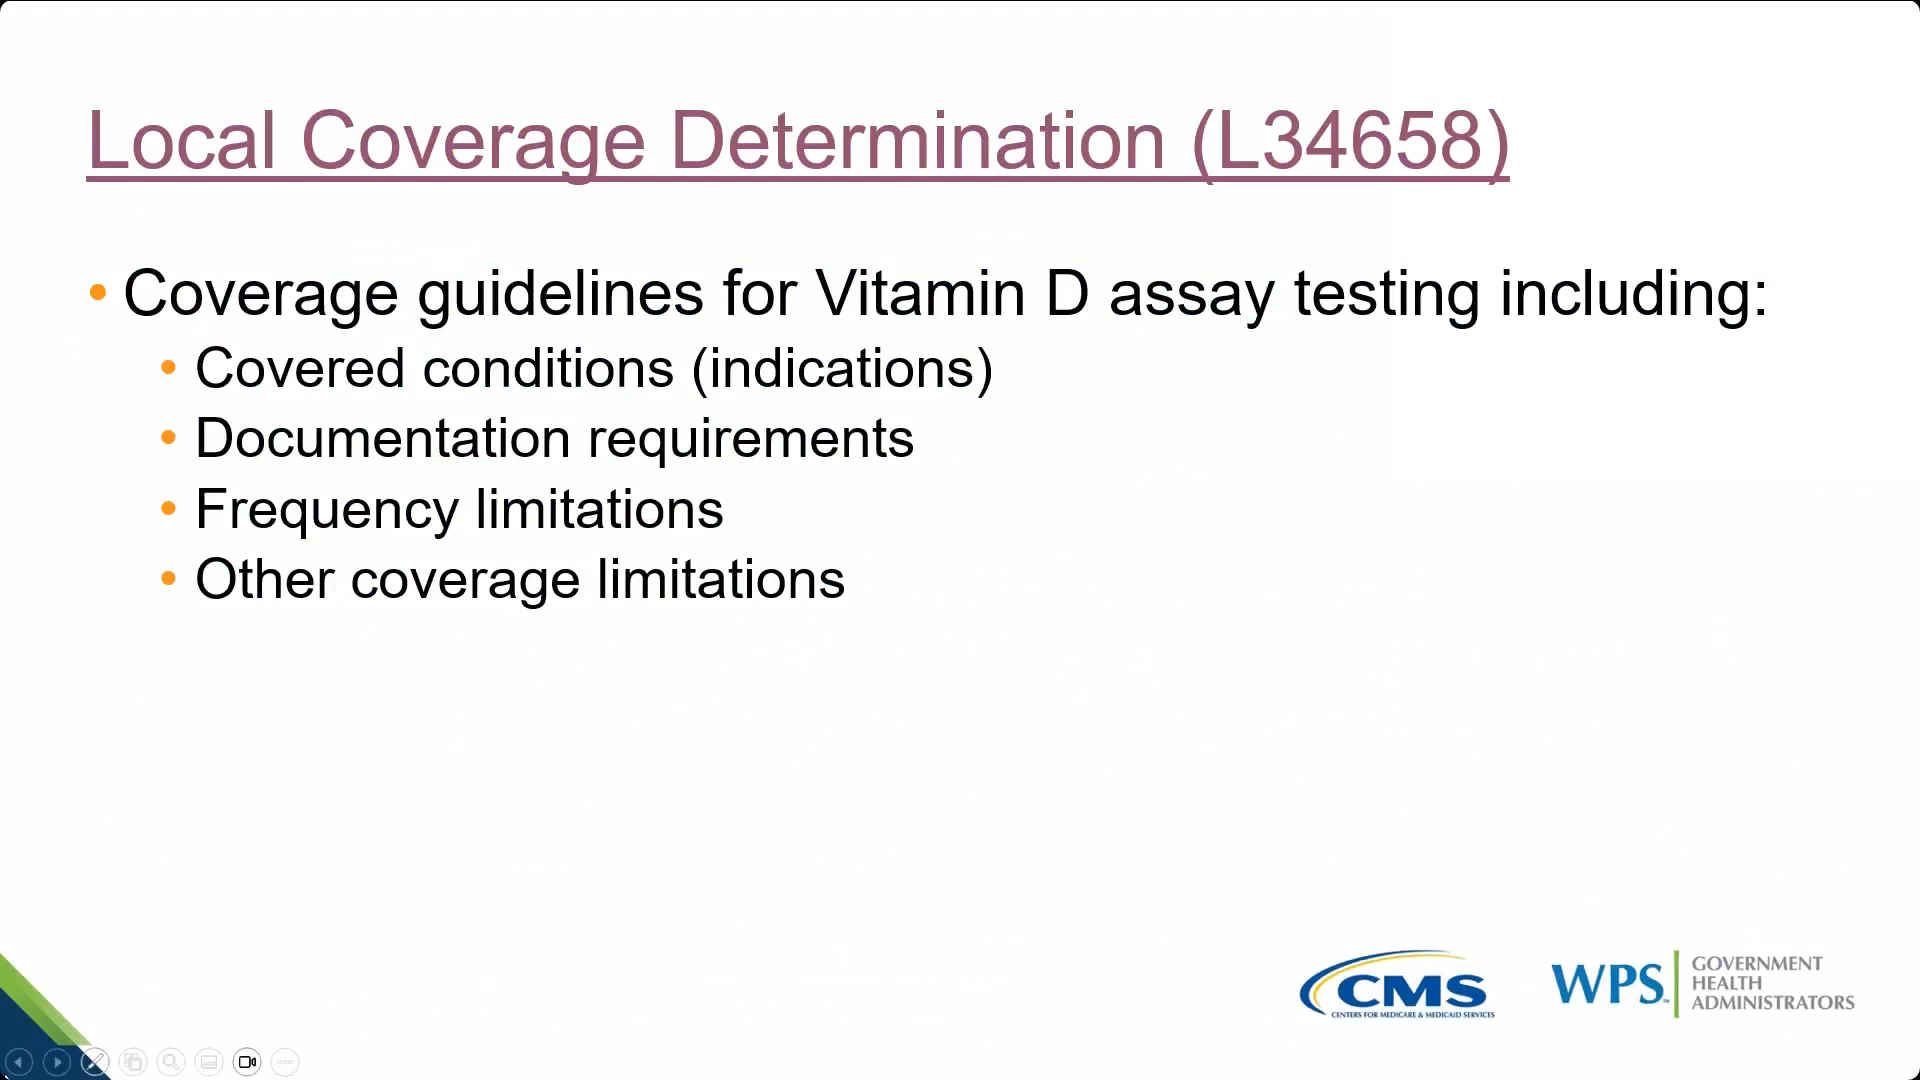 Local Coverage Determination (L34658)
• Coverage guidelines for Vitamin D assay testing including:
• Covered conditions (indications)
• Documentation requirements
• Frequency limitations
• Other coverage limitations
CMS
CENTERS FOR MEDICARE & MEDICAID SERVICES
WPS
GOVERNMENT
HEALTH
ADMINISTRATORS